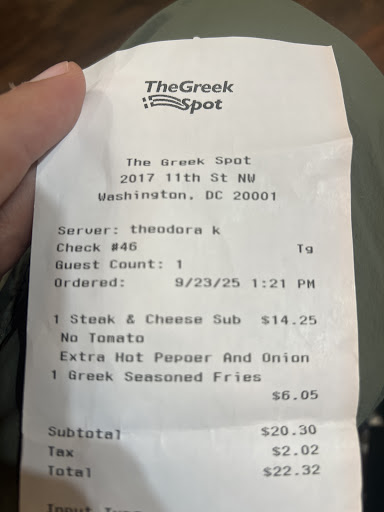 TheGreek
Spot
The Greek Spot
2017 11th St NW
Washington, DC 20001
Server: theodora k
Check #46 Tg
Guest Count: 1
Ordered: 9/23/25 1:21 PM
1 Steak & Cheese Sub $14.25
No Tomato
Extra Hot Pepper And Onion
1 Greek Seasoned Fries
$6.05
Subtotal $20.30
Tax $2.02
Total $22.32
Input